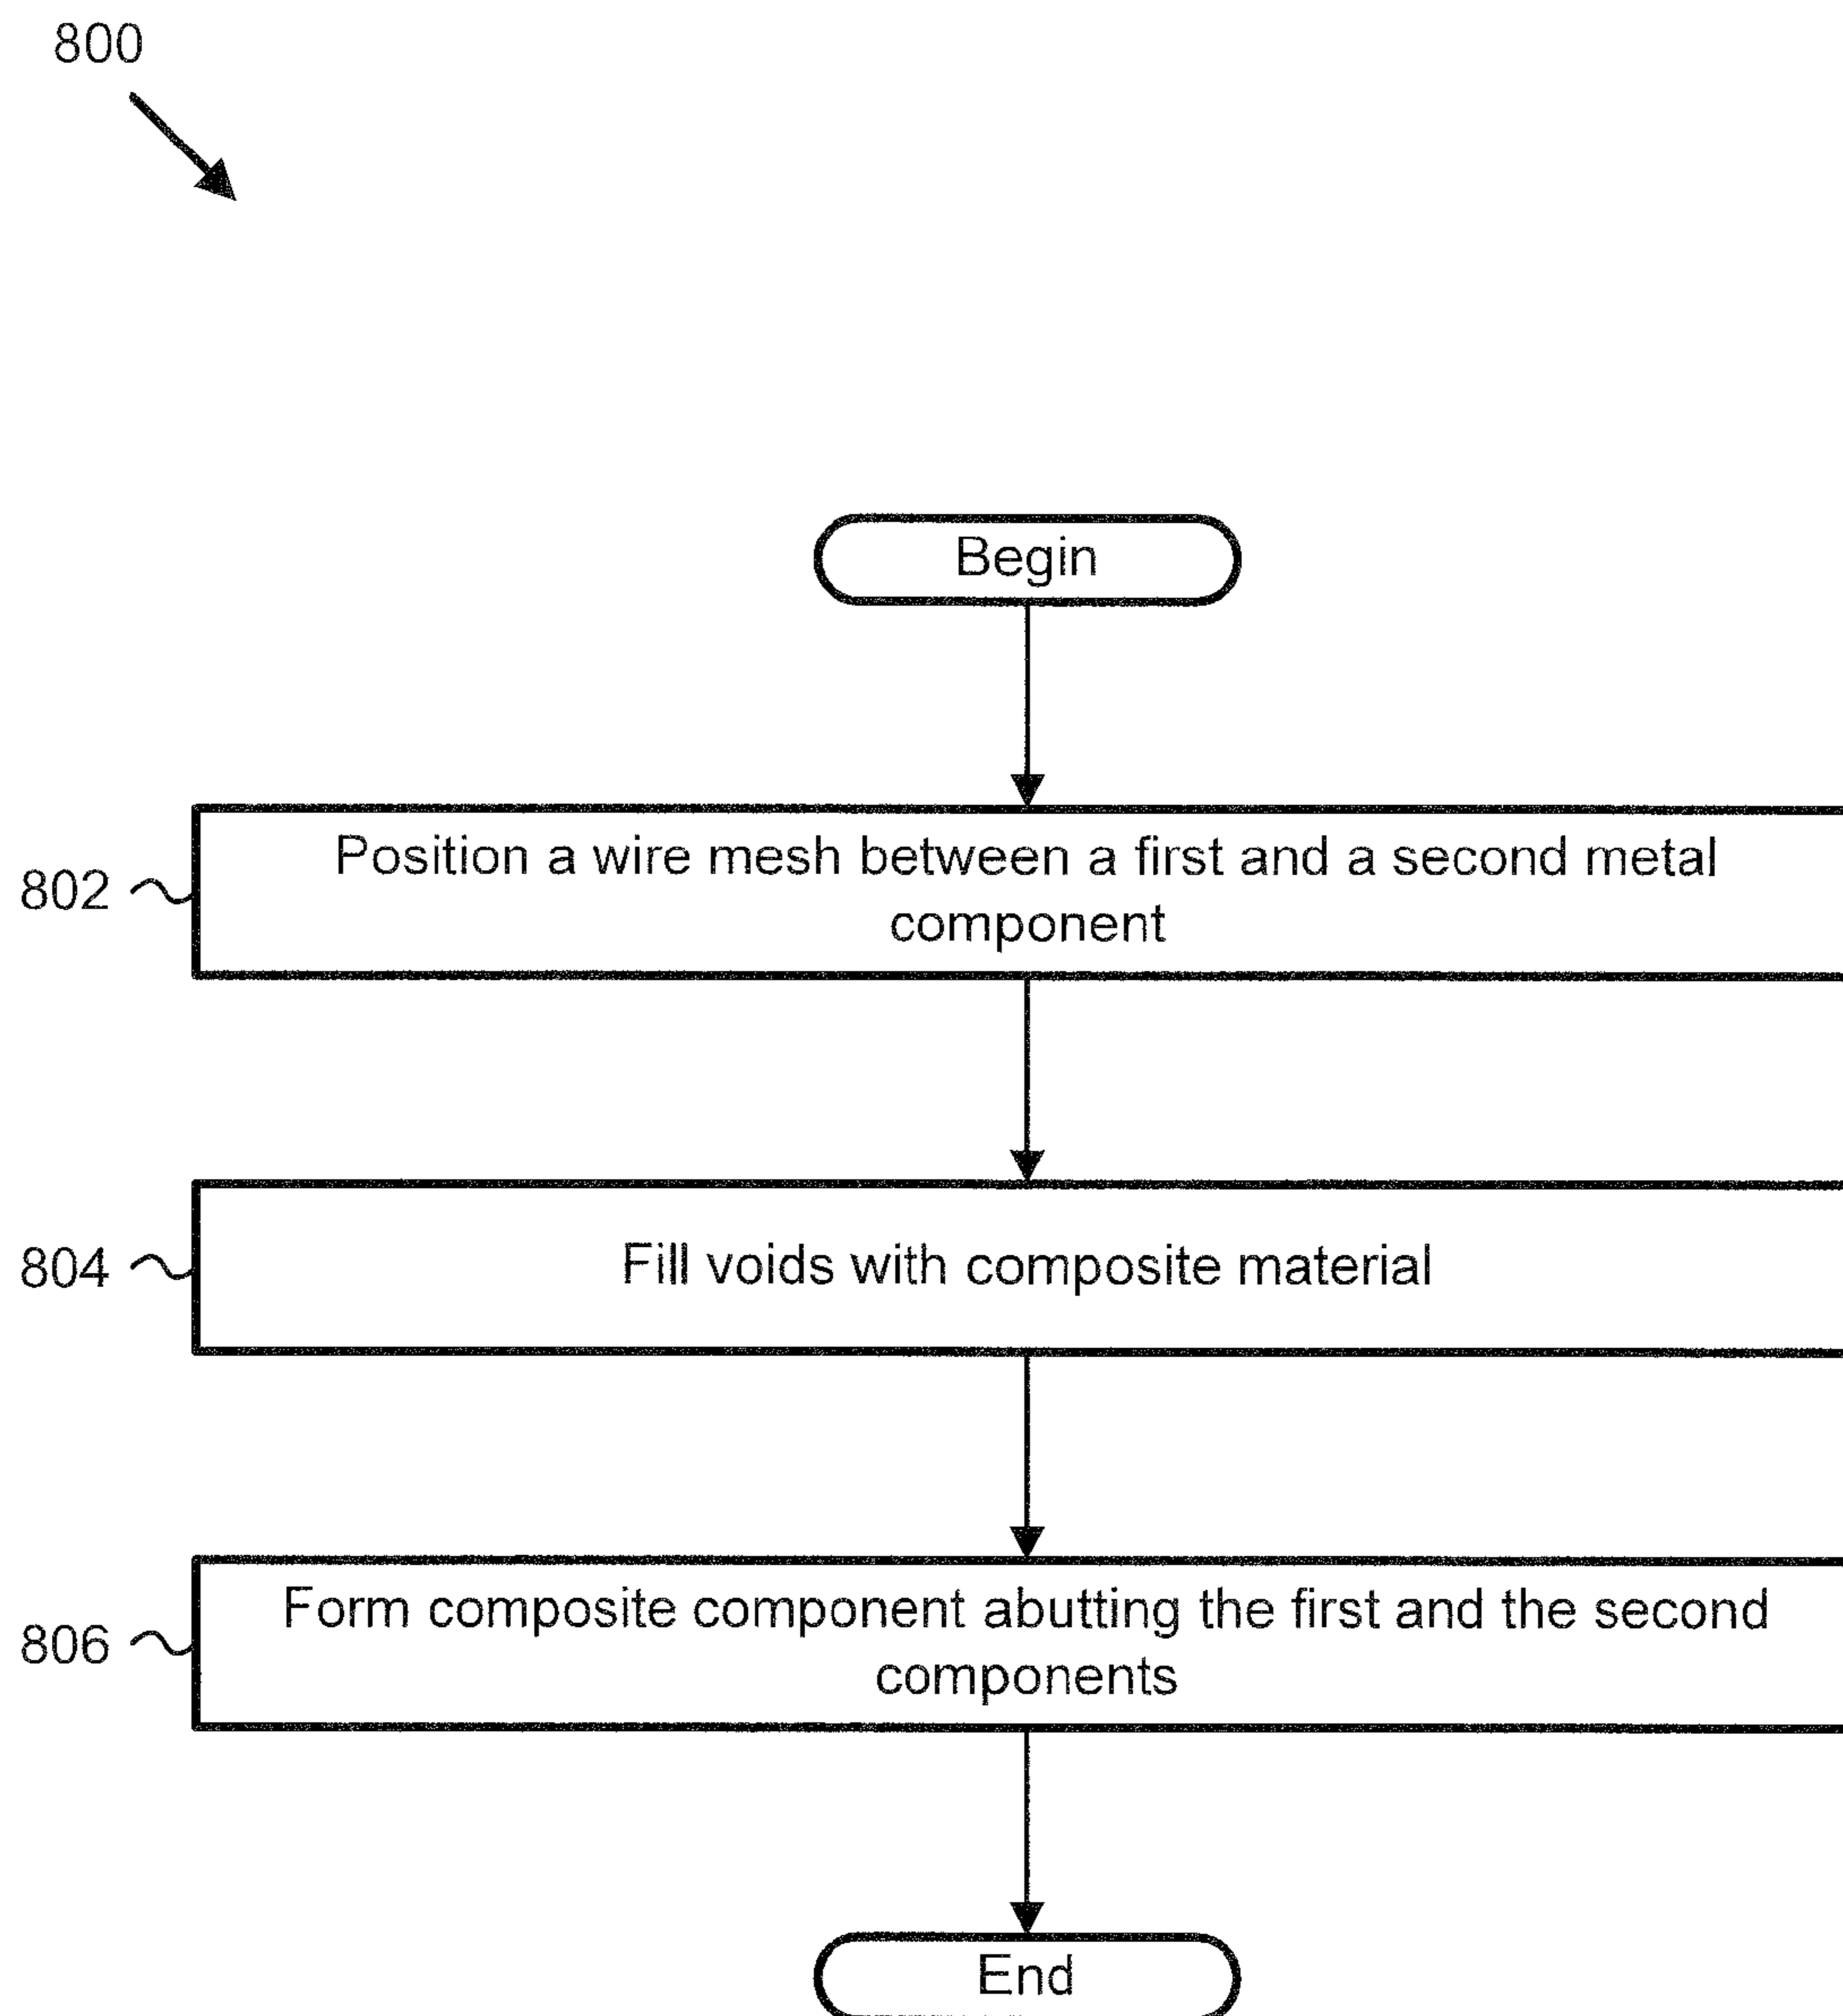 800
Begin
802
Position a wire mesh between a first and a second metal
component
804
Fill voids with composite material
806
Form composite component abutting the first and the second
components
End